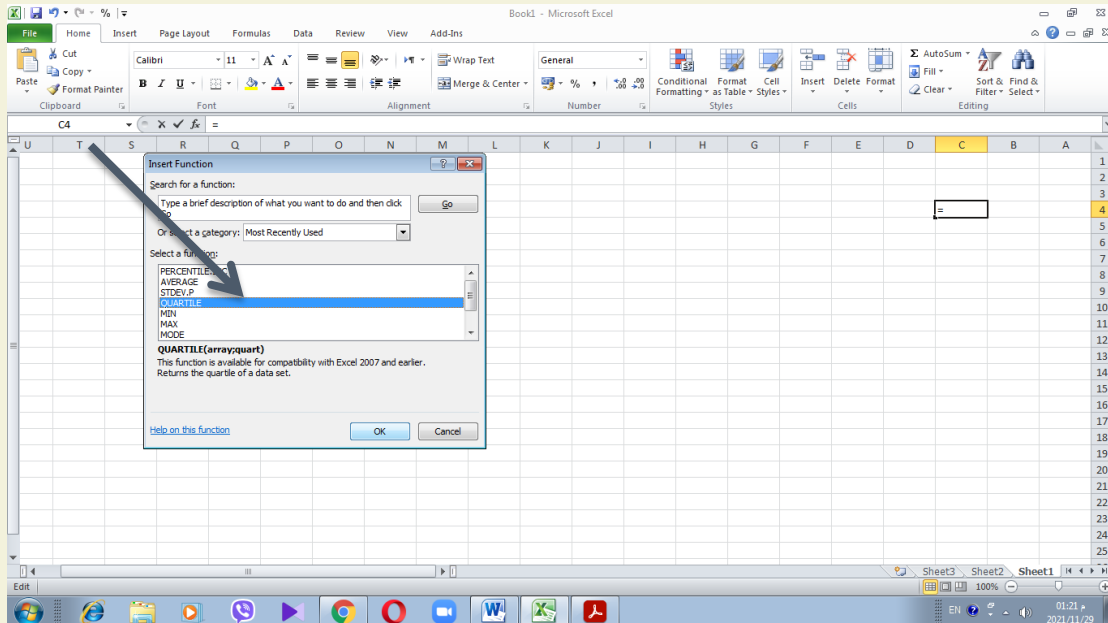 Book1 - Microsoft Excel
File Home Insert Page Layout Formulas Data Review View Add-Ins
Cut
Copy
Format Painter
Paste
Clipboard
Calibri 11
B I U
Font
Wrap Text
Merge & Center
Alignment
General
% ,
Number
Conditional Formatting
Format as Table
Cell Styles
Styles
Insert Delete Format
Cells
Σ AutoSum
Fill
Clear
Sort & Filter
Find & Select
Editing
C4 fx =
U T S R Q P O N M L K J I H G F E D C B A
Insert Function
Search for a function:
Type a brief description of what you want to do and then click
Go
Or select a category: Most Recently Used
Select a function:
AVERAGE
STDEV.P
QUARTILE
MIN
MAX
MODE
QUARTILE(array;quart)
This function is available for compatibility with Excel 2007 and earlier.
Returns the quartile of a data set.
Help on this function
OK Cancel
=
1
2
3
4
5
6
7
8
9
10
11
12
13
14
15
16
17
18
19
20
21
22
23
24
25
Sheet3 Sheet2 Sheet1
Edit 100%
EN 01:21 م
2021/11/29